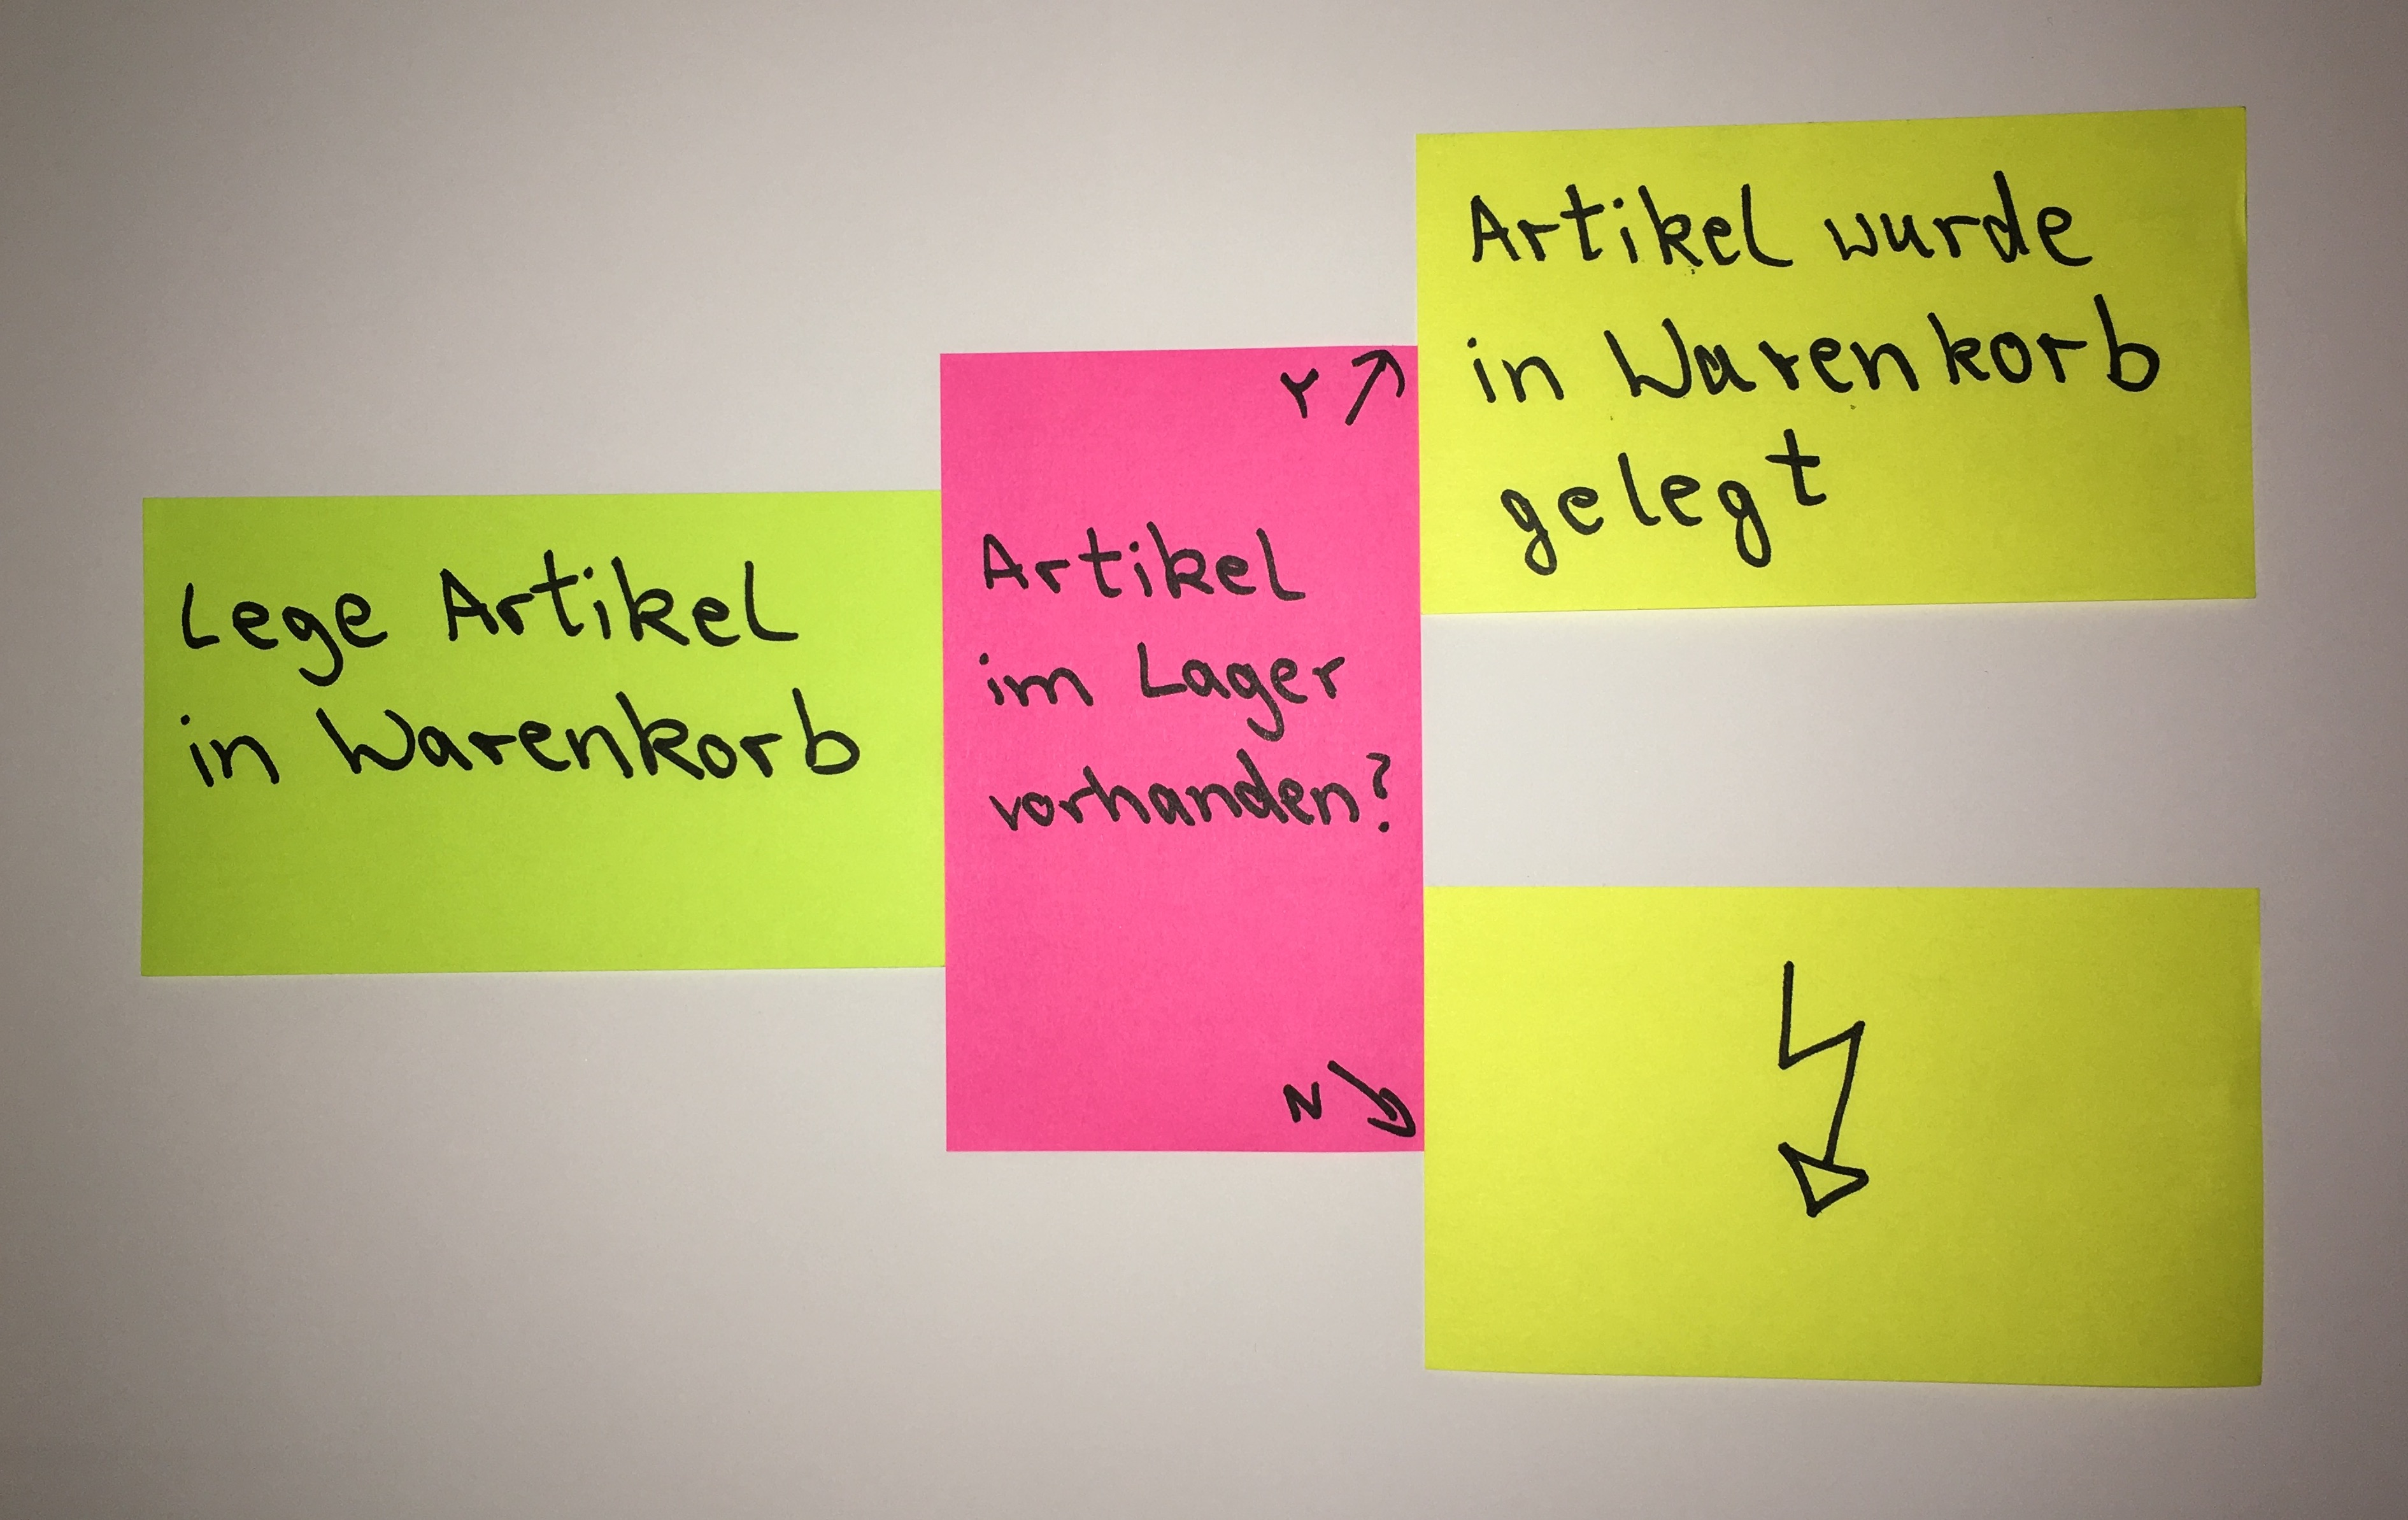 Lege Artikel
in Warenkorb
Y
Artikel
im Lager
vorhanden?
N
Artikel wurde
in Warenkorb
gelegt